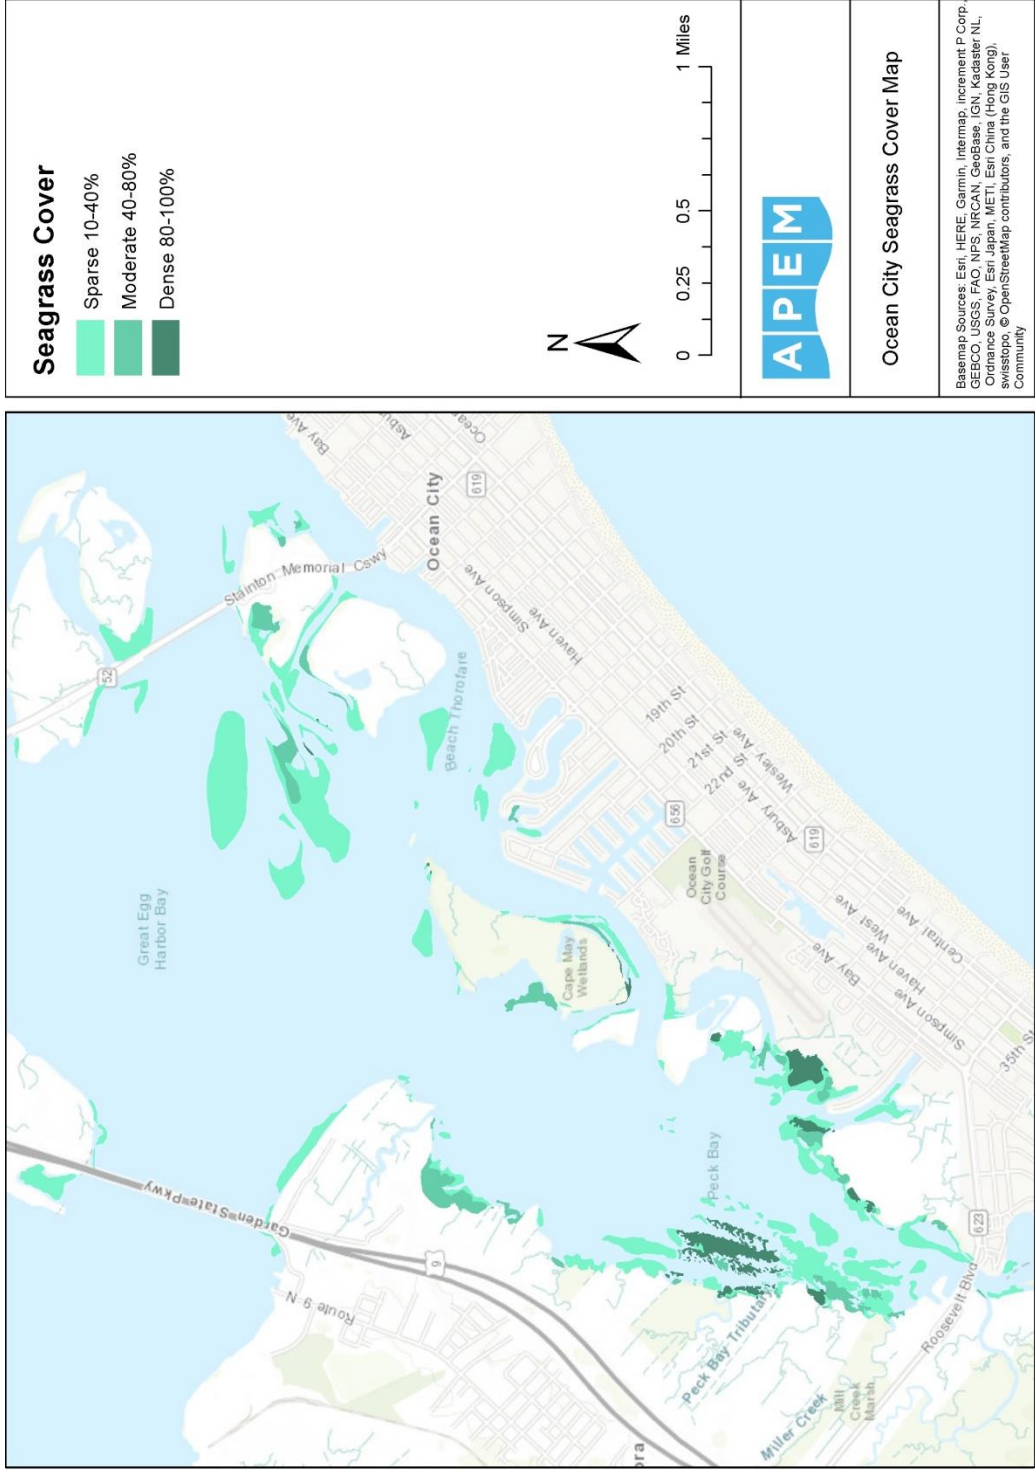 Seagrass Cover
Sparse 10-40%
Moderate 40-80%
Dense 80-100%
N
0 0.25 0.5 1 Miles
APEM
Ocean City Seagrass Cover Map
Basemap Sources: Esri, HERE, Garmin, Intermap, increment P Corp.,
GEBCO, USGS, FAO, NPS, NRCAN, GeoBase, IGN, Kadaster NL,
Ordnance Survey, Esri Japan, METI, Esri China (Hong Kong),
swisstopo, © OpenStreetMap contributors, and the GIS User
Community
Great Egg
Harbor Bay
Garden State Pkwy
52
Stainton Memorial Cswy
Bay Ave
Asbu
Ocean
619
Ocean City
Simpson Ave
Haven Ave
Beach Thorofare
19th St
20th St
21st St
22nd St
Wesley Ave
Asbury Ave
619
656
Ocean
City Golf
Course
Cape May
Wetlands
West Ave
Central Ave
Bay Ave
Haven Ave
Simpson Ave
35th St
Peck Bay
9
Route 9 N
Peck Bay Tributar
Miller Creek
Mill
Creek
Marsh
Roosevelt Blvd
623
ora